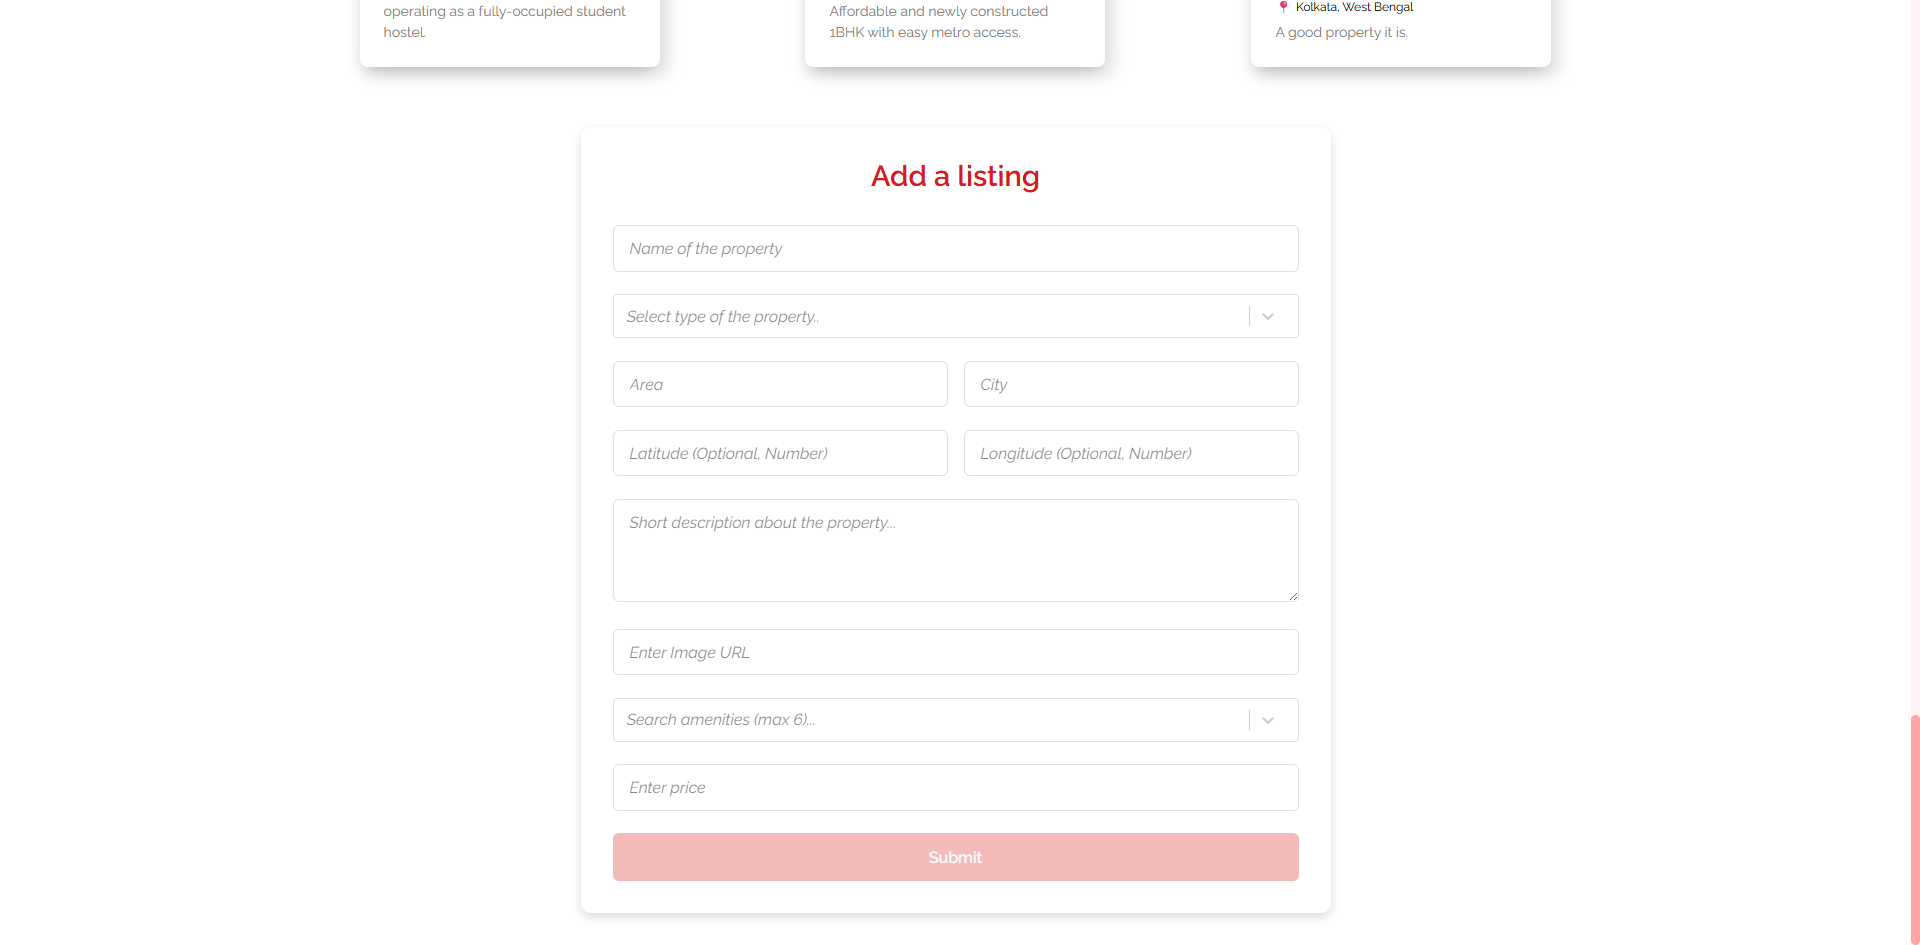 operating as a fully-occupied student
hostel.
Affordable and newly constructed
1BHK with easy metro access.
Kolkata, West Bengal
A good property it is.
Add a listing
Name of the property
Select type of the property..
Area
City
Latitude (Optional, Number)
Longitude (Optional, Number)
Short description about the property...
Enter Image URL
Search amenities (max 6)...
Enter price
Submit